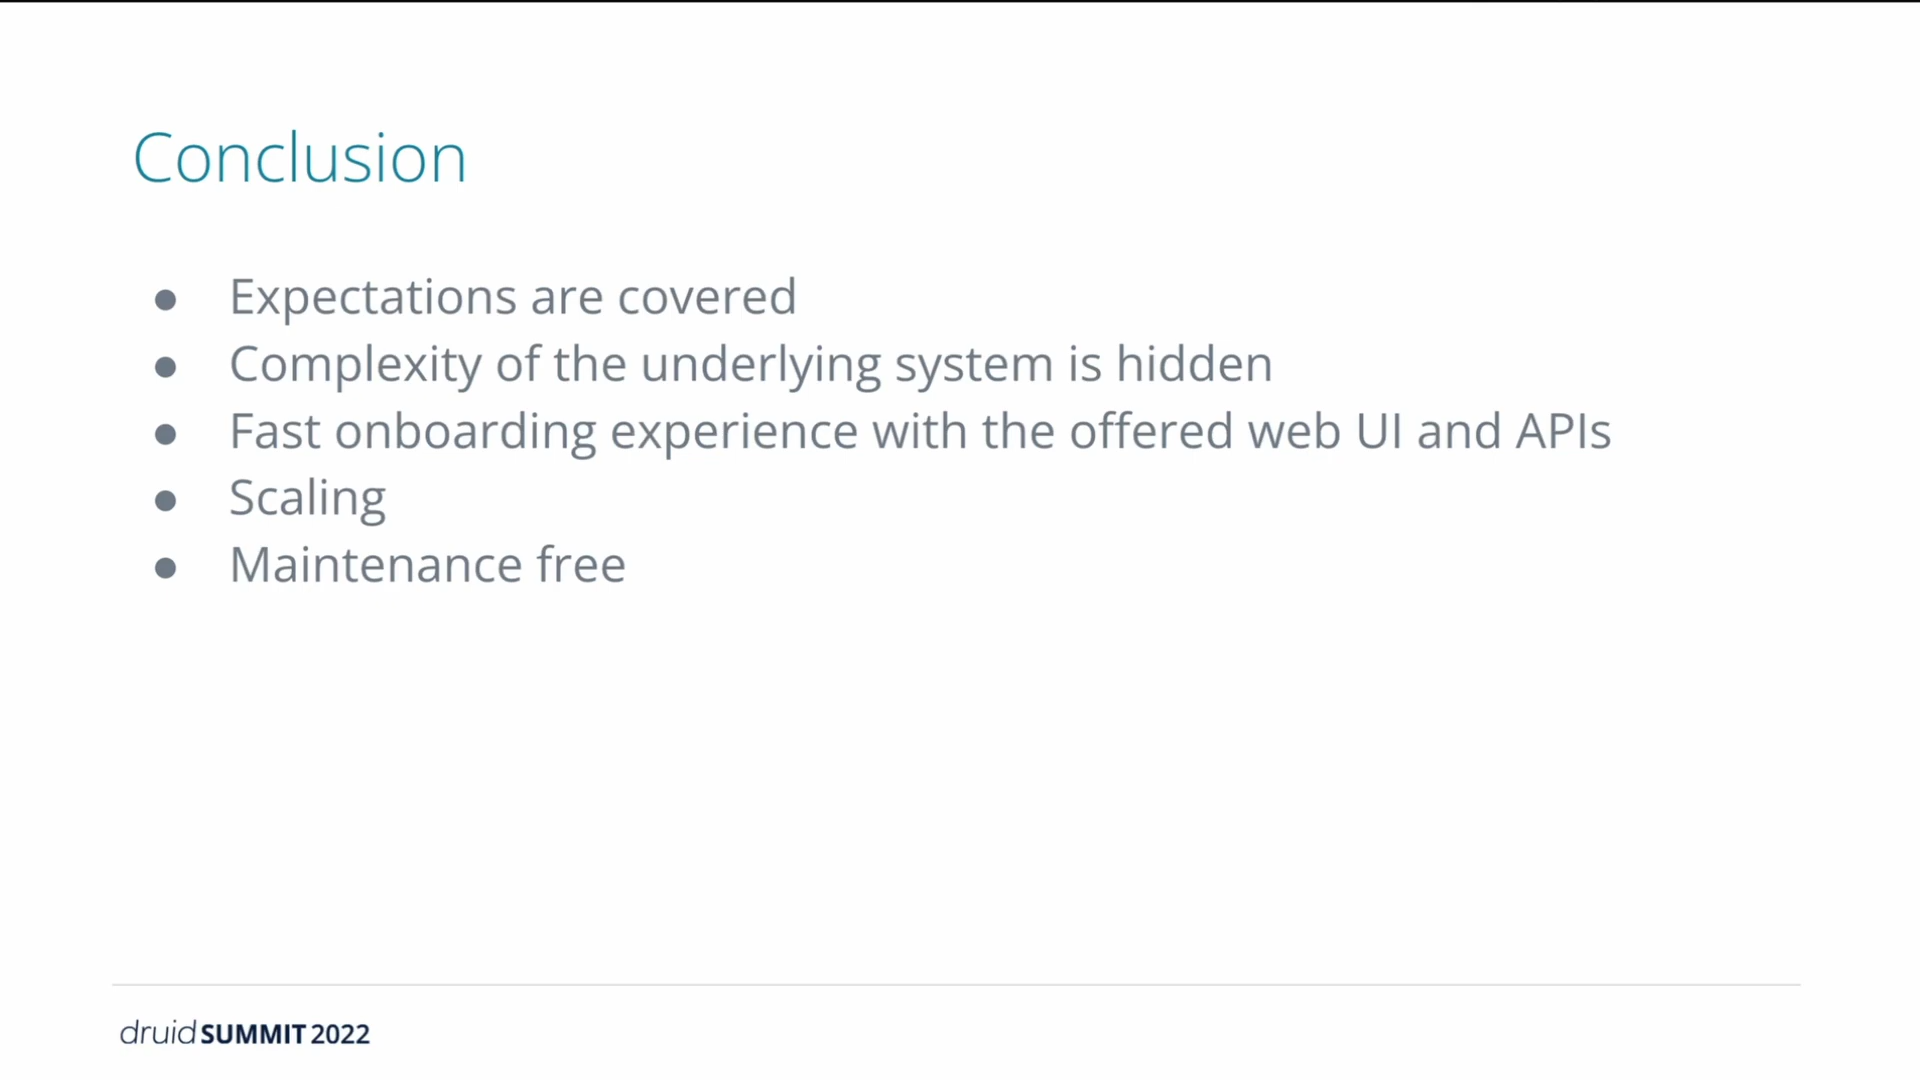 Conclusion
● Expectations are covered
● Complexity of the underlying system is hidden
● Fast onboarding experience with the offered web UI and APIs
● Scaling
● Maintenance free
druid SUMMIT 2022